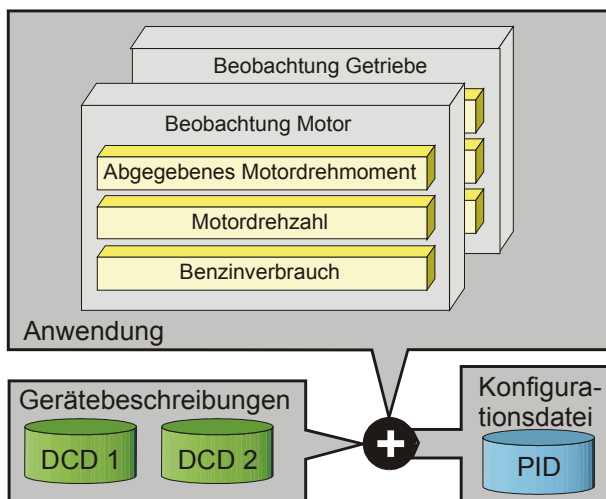 Beobachtung Getriebe
Beobachtung Motor
Abgegebenes Motordrehmoment
Motordrehzahl
Benzinverbrauch
Anwendung
Gerätebeschreibungen
DCD 1
DCD 2
Konfigura-
tionsdatei
PID